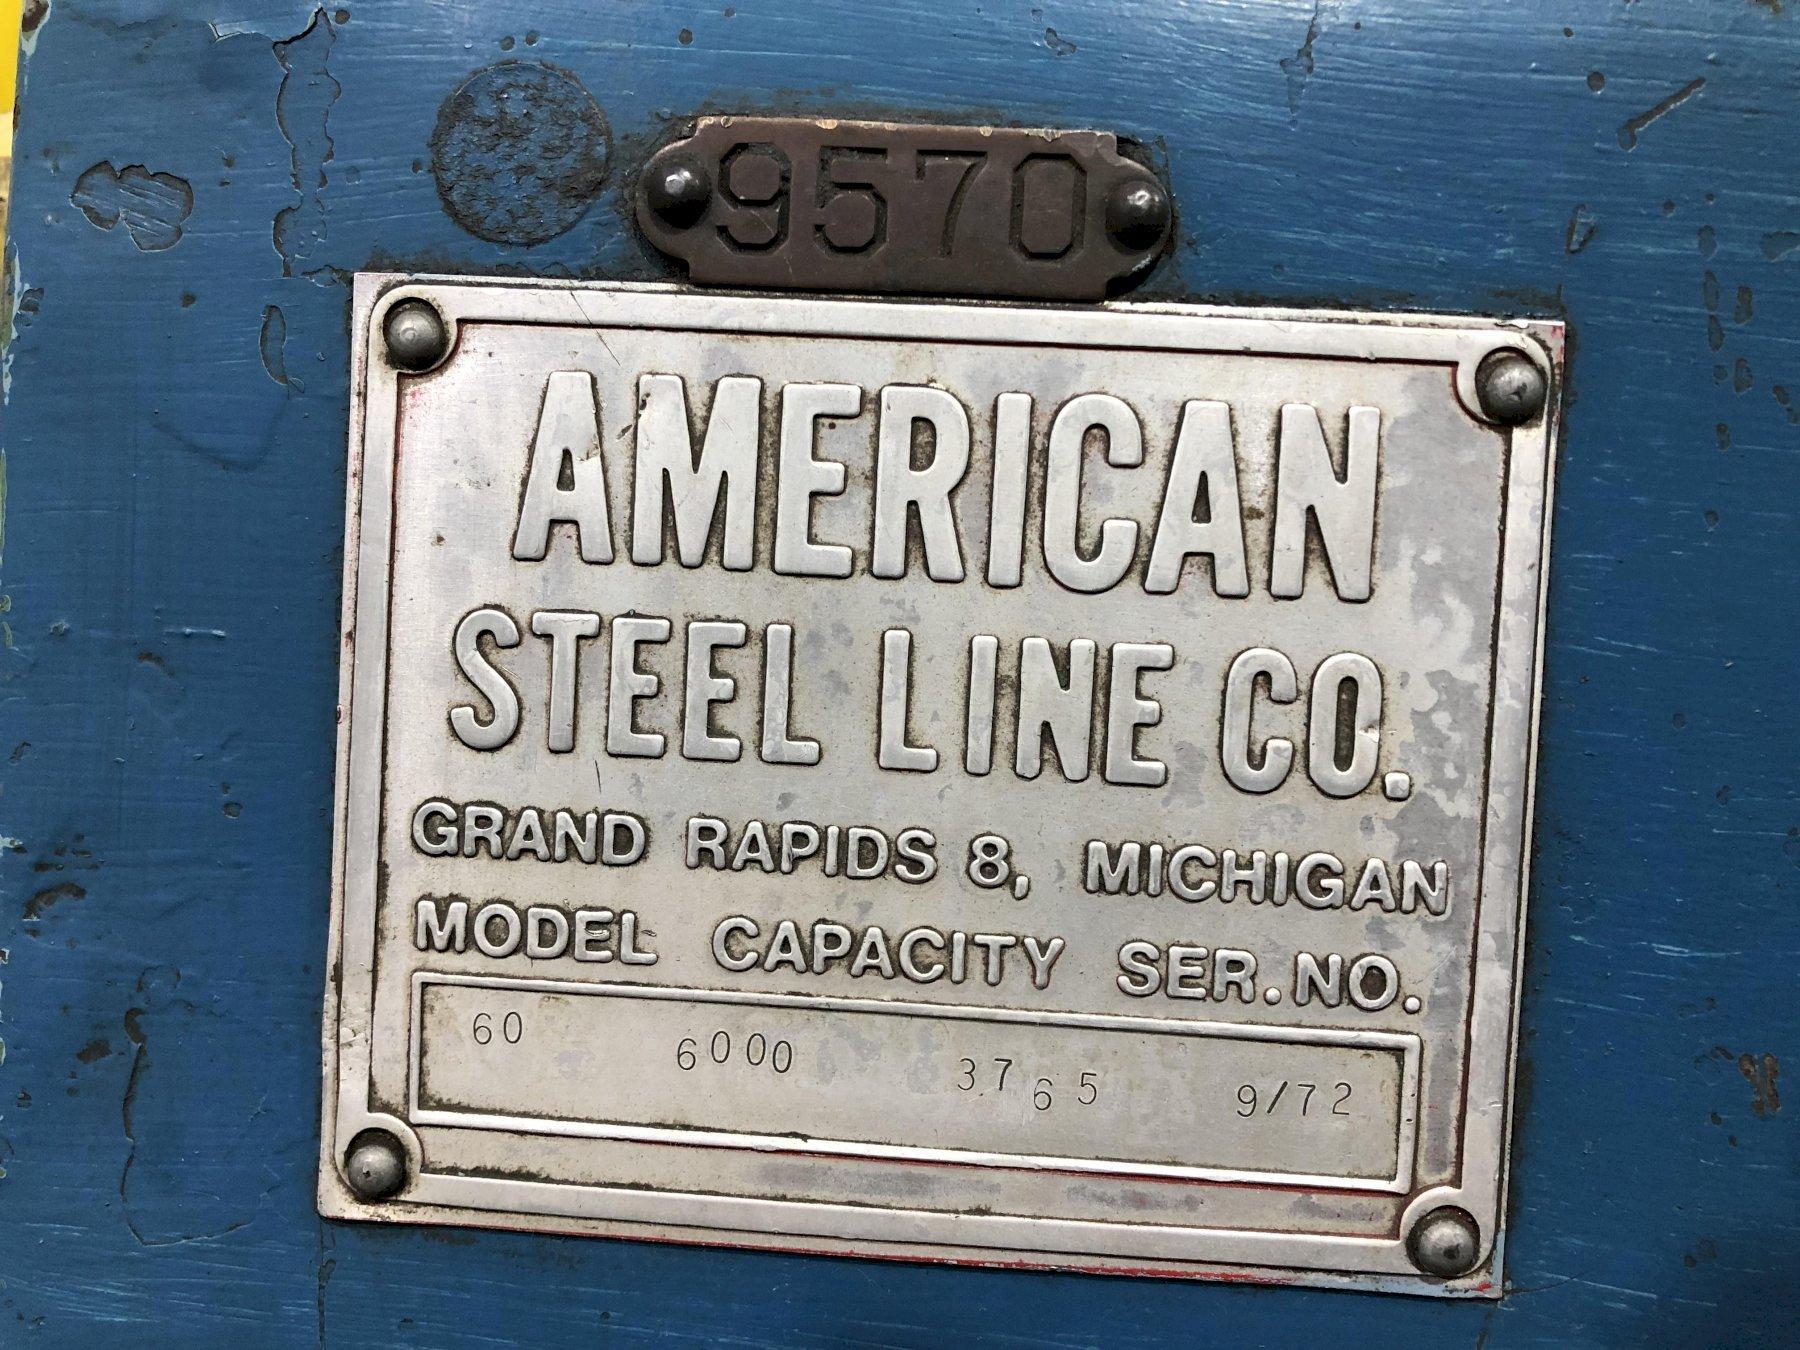 9570
AMERICAN
STEEL LINE CO.
GRAND RAPIDS 8, MICHIGAN
MODEL CAPACITY SER. NO.
60 6000 3765 9/72